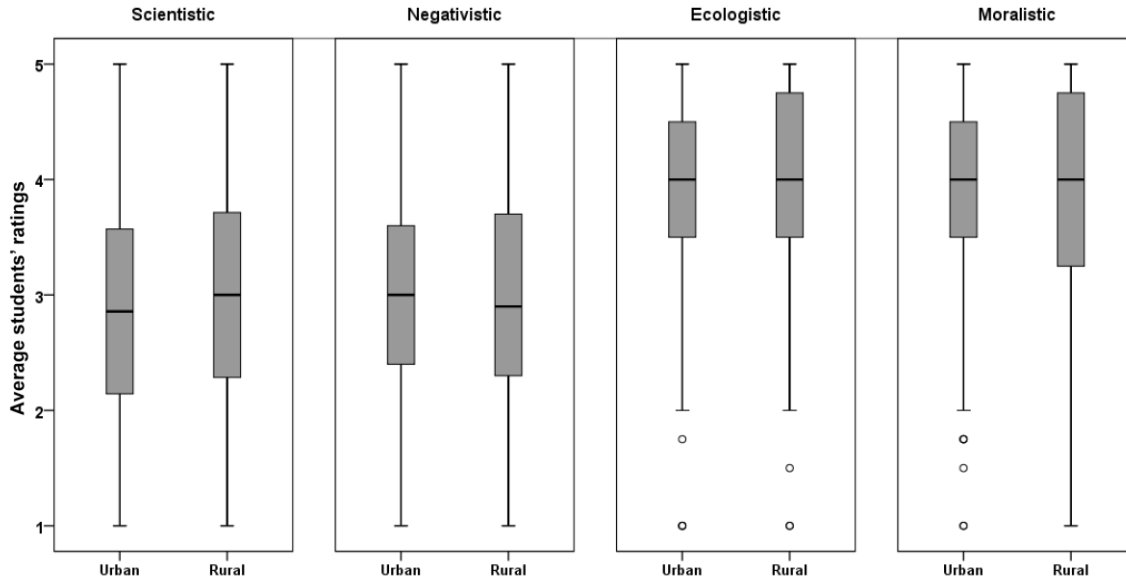 Scientistic Negativistic Ecologistic Moralistic
Average students' ratings
5
4
3
2
1
Urban Rural Urban Rural Urban Rural Urban Rural